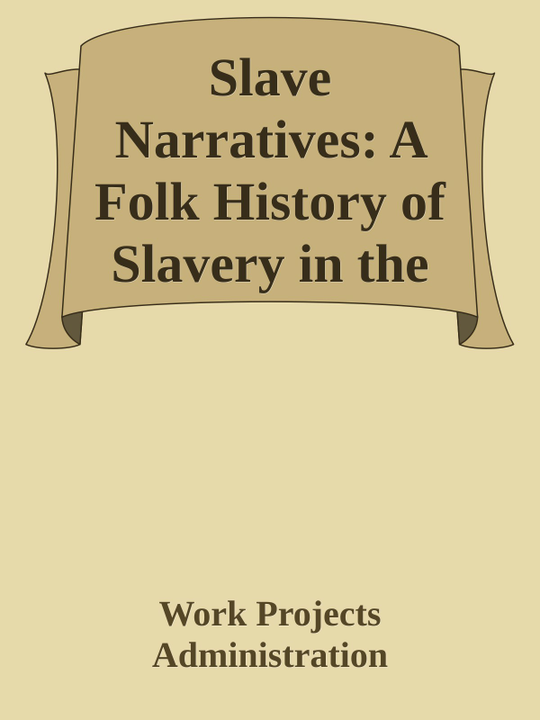 Slave
Narratives: A
Folk History of
Slavery in the
Work Projects
Administration